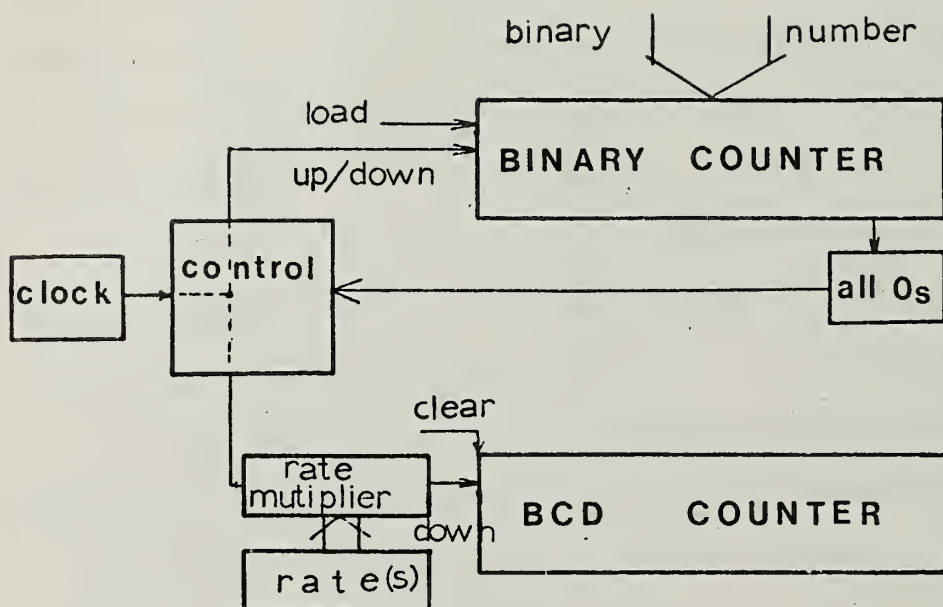 binary number
load
BINARY COUNTER
up/down
control
clock
all 0s
clear
rate
mutiplier
BCD COUNTER
down
rate(s)